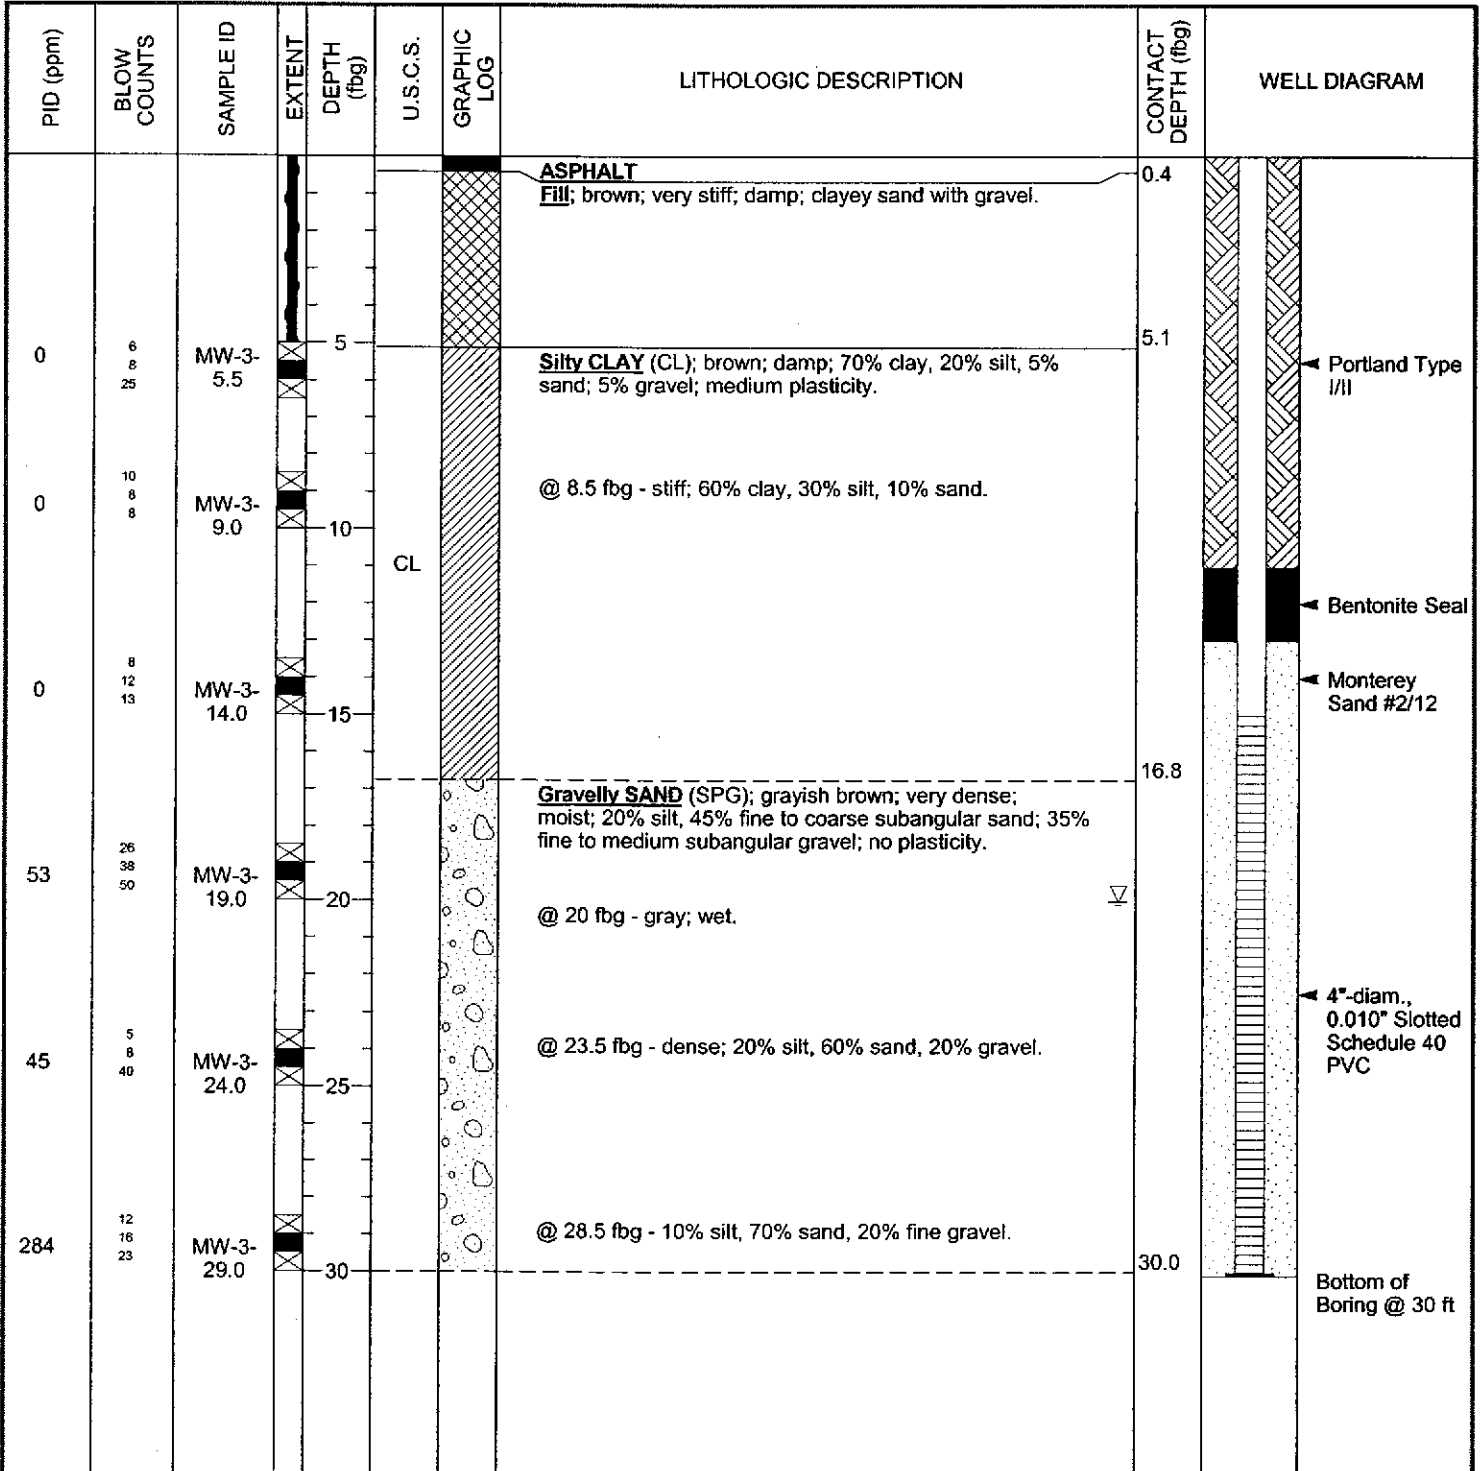 PID (ppm)
BLOW
COUNTS
SAMPLE ID
EXTENT
DEPTH
(fbg)
U.S.C.S.
GRAPHIC
LOG
LITHOLOGIC DESCRIPTION
CONTACT
DEPTH (fbg)
WELL DIAGRAM
ASPHALT
0.4
Fill; brown; very stiff; damp; clayey sand with gravel.
5
5.1
0
6
8
25
MW-3-
5.5
Silty CLAY (CL); brown; damp; 70% clay, 20% silt, 5%
sand; 5% gravel; medium plasticity.
Portland Type
I/II
0
10
8
8
MW-3-
9.0
@ 8.5 fbg - stiff; 60% clay, 30% silt, 10% sand.
10
CL
Bentonite Seal
0
8
12
13
MW-3-
14.0
15
Monterey
Sand #2/12
16.8
Gravelly SAND (SPG); grayish brown; very dense;
moist; 20% silt, 45% fine to coarse subangular sand; 35%
fine to medium subangular gravel; no plasticity.
53
26
38
50
MW-3-
19.0
20
@ 20 fbg - gray; wet.
4"-diam.,
0.010" Slotted
Schedule 40
PVC
45
5
8
40
MW-3-
24.0
25
@ 23.5 fbg - dense; 20% silt, 60% sand, 20% gravel.
284
12
16
23
MW-3-
29.0
@ 28.5 fbg - 10% silt, 70% sand, 20% fine gravel.
30
30.0
Bottom of
Boring @ 30 ft